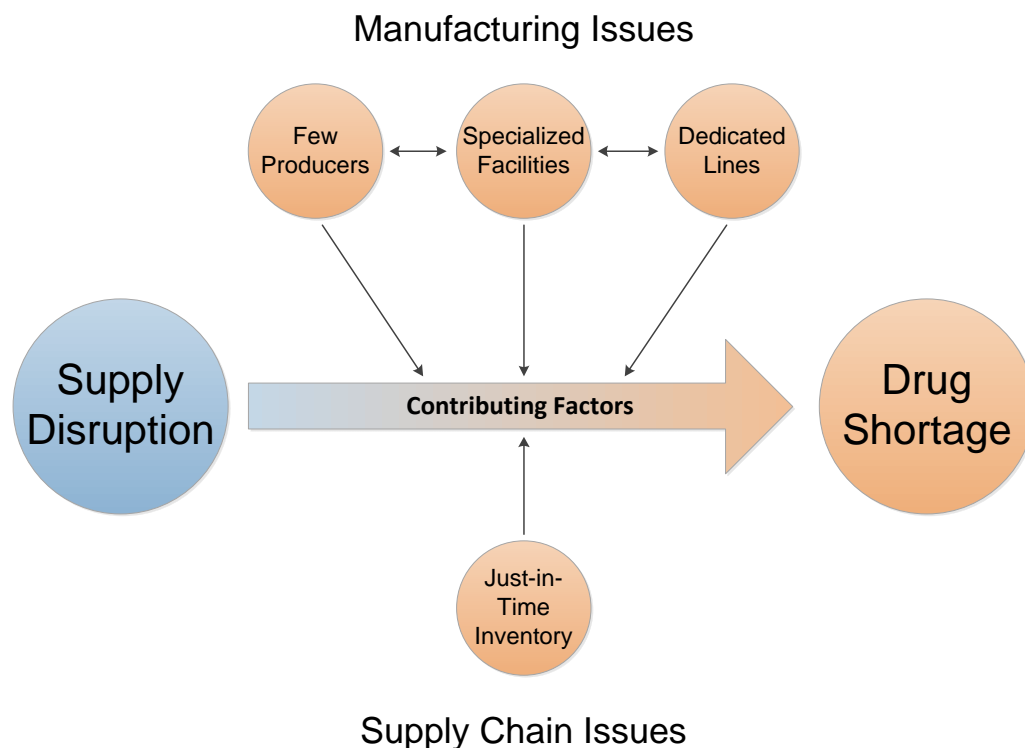 Manufacturing Issues
Few
Producers
Specialized
Facilities
Dedicated
Lines
Supply
Disruption
Contributing Factors
Drug
Shortage
Just-in-
Time
Inventory
Supply Chain Issues